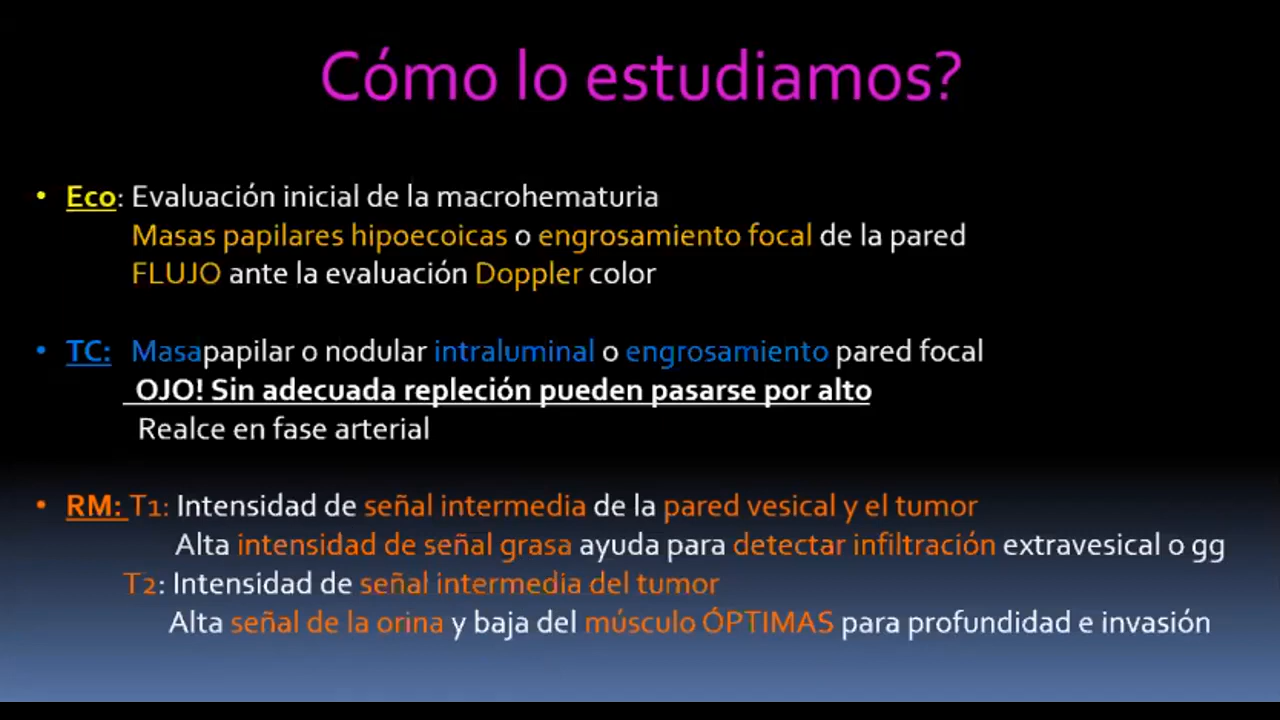 Cómo lo estudiamos?
• Eco: Evaluación inicial de la macrohematuria
Masas papilares hipoecoicas o engrosamiento focal de la pared
FLUJO ante la evaluación Doppler color
• TC: Masapapilar o nodular intraluminal o engrosamiento pared focal
OJO! Sin adecuada repleción pueden pasarse por alto
Realce en fase arterial
• RM: T1: Intensidad de señal intermedia de la pared vesical y el tumor
Alta intensidad de señal grasa ayuda para detectar infiltración extravesical o gg
T2: Intensidad de señal intermedia del tumor
Alta señal de la orina y baja del músculo ÓPTIMAS para profundidad e invasión